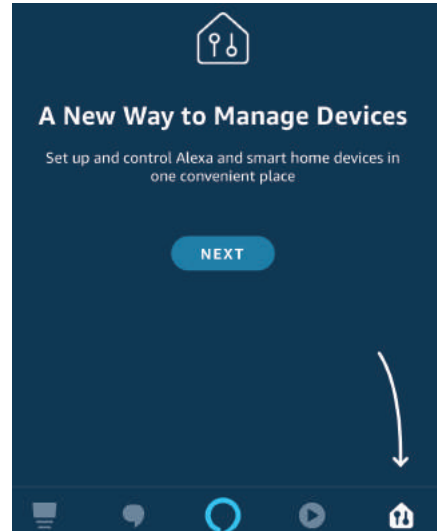 A New Way to Manage Devices
Set up and control Alexa and smart home devices in
one convenient place
NEXT